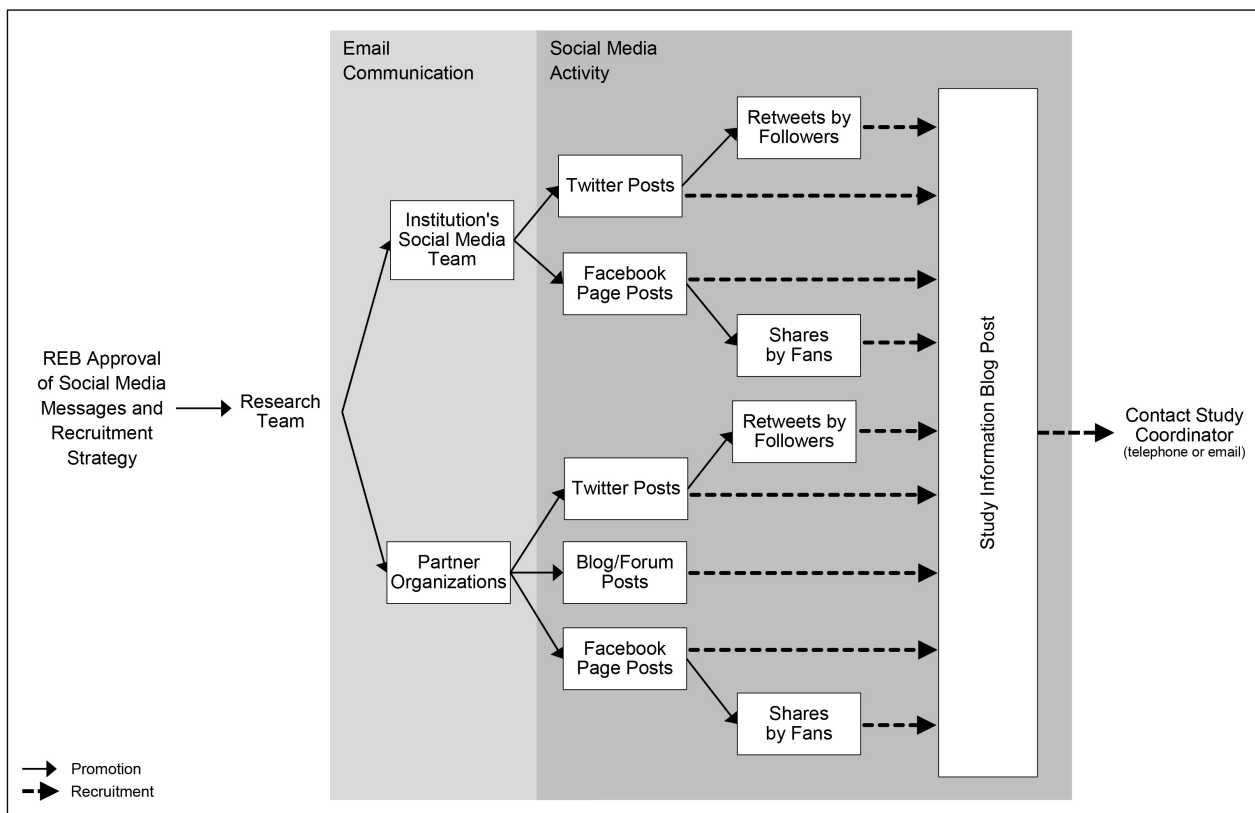 Email
Communication
Social Media
Activity
Retweets by
Followers
Twitter Posts
Institution's
Social Media
Team
Facebook
Page Posts
Shares
by Fans
REB Approval
of Social Media
Messages and
Recruitment
Strategy
Research
Team
Retweets by
Followers
Twitter Posts
Partner
Organizations
Blog/Forum
Posts
Facebook
Page Posts
Shares
by Fans
Study Information Blog Post
Contact Study
Coordinator
(telephone or email)
Promotion
Recruitment